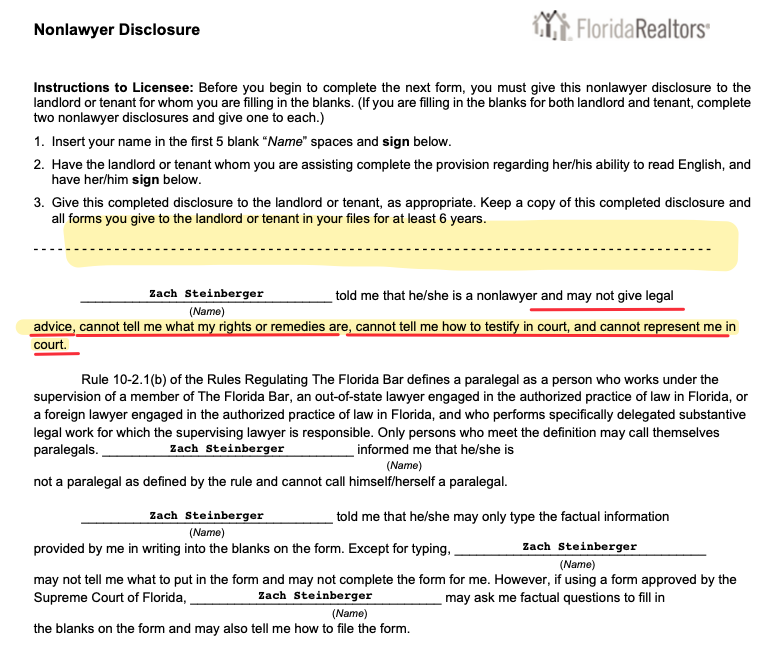 Nonlawyer Disclosure
FloridaRealtors®
Instructions to Licensee: Before you begin to complete the next form, you must give this nonlawyer disclosure to the
landlord or tenant for whom you are filling in the blanks. (If you are filling in the blanks for both landlord and tenant, complete
two nonlawyer disclosures and give one to each.)
1. Insert your name in the first 5 blank “Name” spaces and sign below.
2. Have the landlord or tenant whom you are assisting complete the provision regarding her/his ability to read English, and
have her/him sign below.
3. Give this completed disclosure to the landlord or tenant, as appropriate. Keep a copy of this completed disclosure and
all forms you give to the landlord or tenant in your files for at least 6 years.
Zach Steinberger told me that he/she is a nonlawyer and may not give legal
(Name)
advice, cannot tell me what my rights or remedies are, cannot tell me how to testify in court, and cannot represent me in
court.
Rule 10-2.1(b) of the Rules Regulating The Florida Bar defines a paralegal as a person who works under the
supervision of a member of The Florida Bar, an out-of-state lawyer engaged in the authorized practice of law in Florida, or
a foreign lawyer engaged in the authorized practice of law in Florida, and who performs specifically delegated substantive
legal work for which the supervising lawyer is responsible. Only persons who meet the definition may call themselves
paralegals. Zach Steinberger informed me that he/she is
(Name)
not a paralegal as defined by the rule and cannot call himself/herself a paralegal.
Zach Steinberger told me that he/she may only type the factual information
(Name)
provided by me in writing into the blanks on the form. Except for typing, Zach Steinberger
(Name)
may not tell me what to put in the form and may not complete the form for me. However, if using a form approved by the
Supreme Court of Florida, Zach Steinberger may ask me factual questions to fill in
(Name)
the blanks on the form and may also tell me how to file the form.